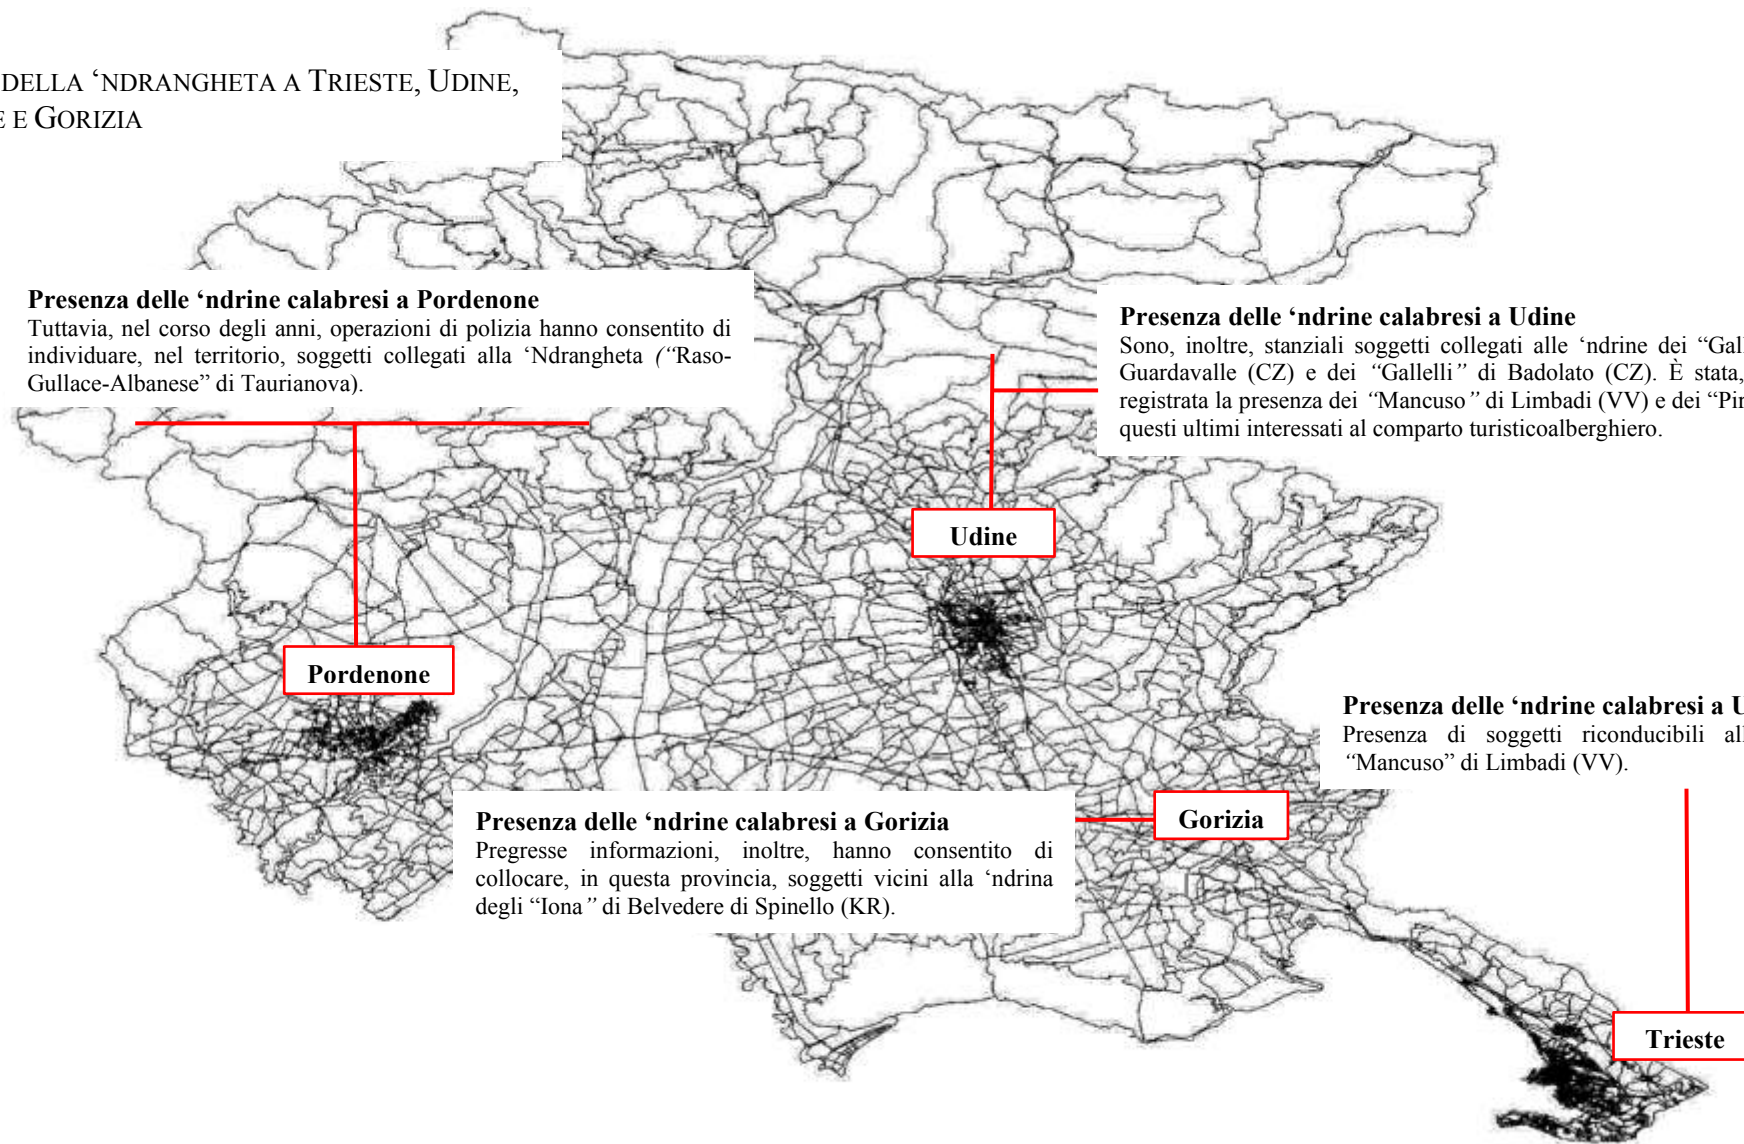 DELLA ‘NDRANGHETA A TRIESTE, UDINE,
E GORIZIA
Presenza delle ‘ndrine calabresi a Pordenone
Tuttavia, nel corso degli anni, operazioni di polizia hanno consentito di
individuare, nel territorio, soggetti collegati alla ‘Ndrangheta (“Raso-
Gullace-Albanese” di Taurianova).
Presenza delle ‘ndrine calabresi a Udine
Sono, inoltre, stanziali soggetti collegati alle ‘ndrine dei
Guardavalle (CZ) e dei “Gallelli” di Badolato (CZ). È stata,
registrata la presenza dei “Mancuso” di Limbadi (VV) e dei
questi ultimi interessati al comparto turisticoalberghiero.
Udine
Pordenone
Presenza delle ‘ndrine calabresi a
Presenza di soggetti riconducibili
“Mancuso” di Limbadi (VV).
Presenza delle ‘ndrine calabresi a Gorizia
Pregresse informazioni, inoltre, hanno consentito di
collocare, in questa provincia, soggetti vicini alla ‘ndrina
degli “Iona” di Belvedere di Spinello (KR).
Gorizia
Trieste